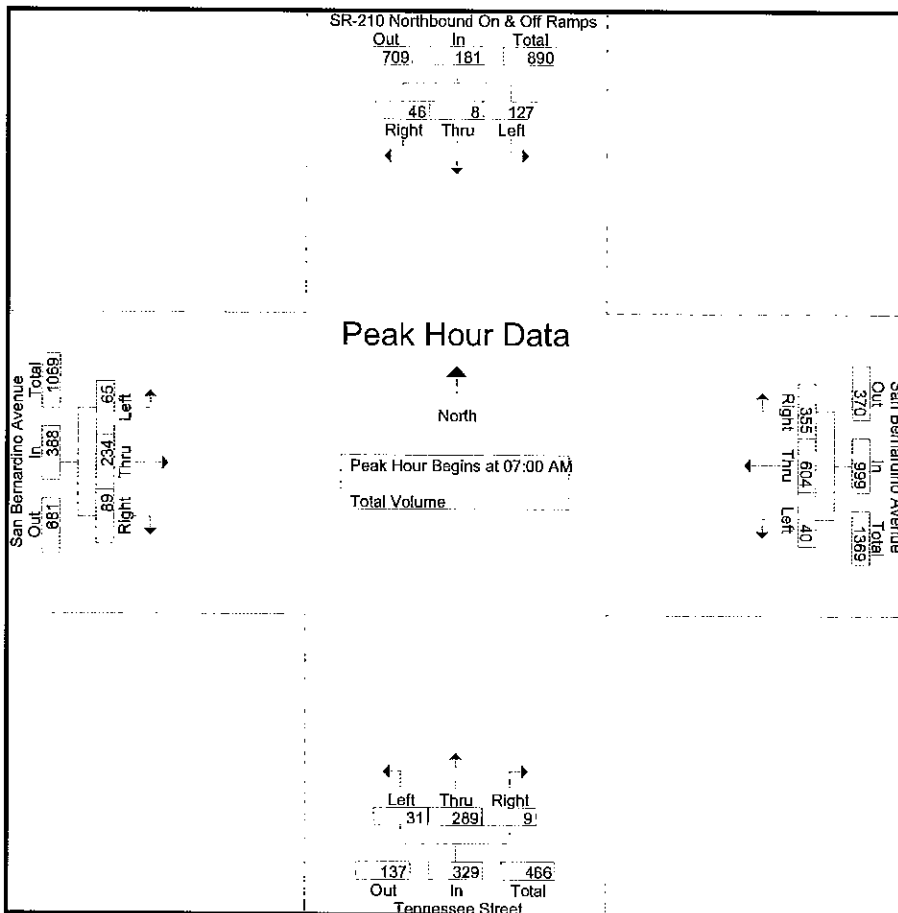 SR-210 Northbound On & Off Ramps
Out In Total
709 181 890
46 8 127
Right Thru Left
Peak Hour Data
North
Peak Hour Begins at 07:00 AM
Total Volume
San Bernardino Avenue
Total In Out
1069 388 681
65 234 89
Left Thru Right
Right Thru Left
355 604 40
370 999 1369
Out In Total
San Bernardino Avenue
Left Thru Right
31 289 9
137 329 466
Out In Total
Tennessee Street